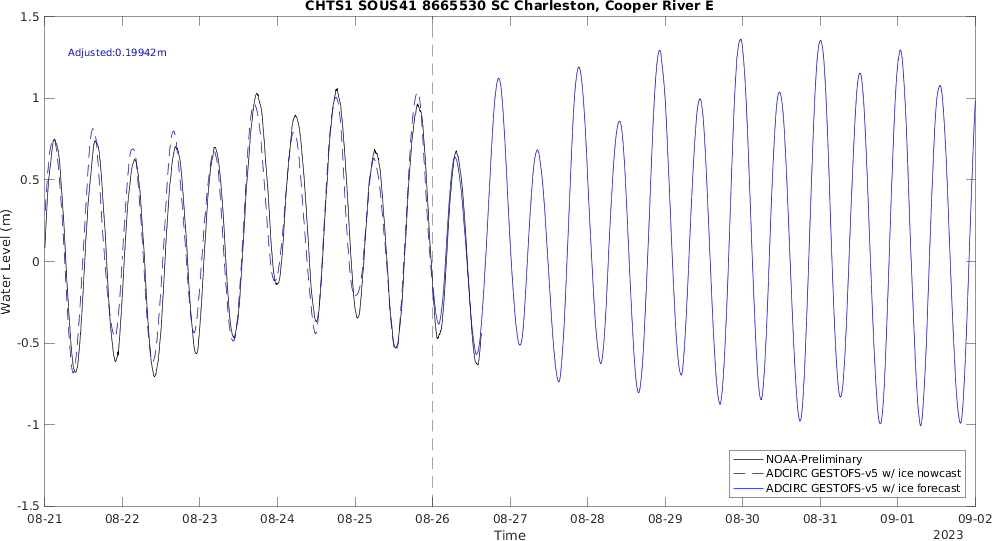 CHTS1 SOUS41 8665530 SC Charleston, Cooper River E
Adjusted:0.19942m
1.5
1
0.5
0
-0.5
-1
-1.5
Water Level (m)
NOAA-Preliminary
ADCIRC GESTOFS-v5 w/ ice nowcast
ADCIRC GESTOFS-v5 w/ ice forecast
08-21 08-22 08-23 08-24 08-25 08-26 08-27 08-28 08-29 08-30 08-31 09-01 09-02
Time
2023